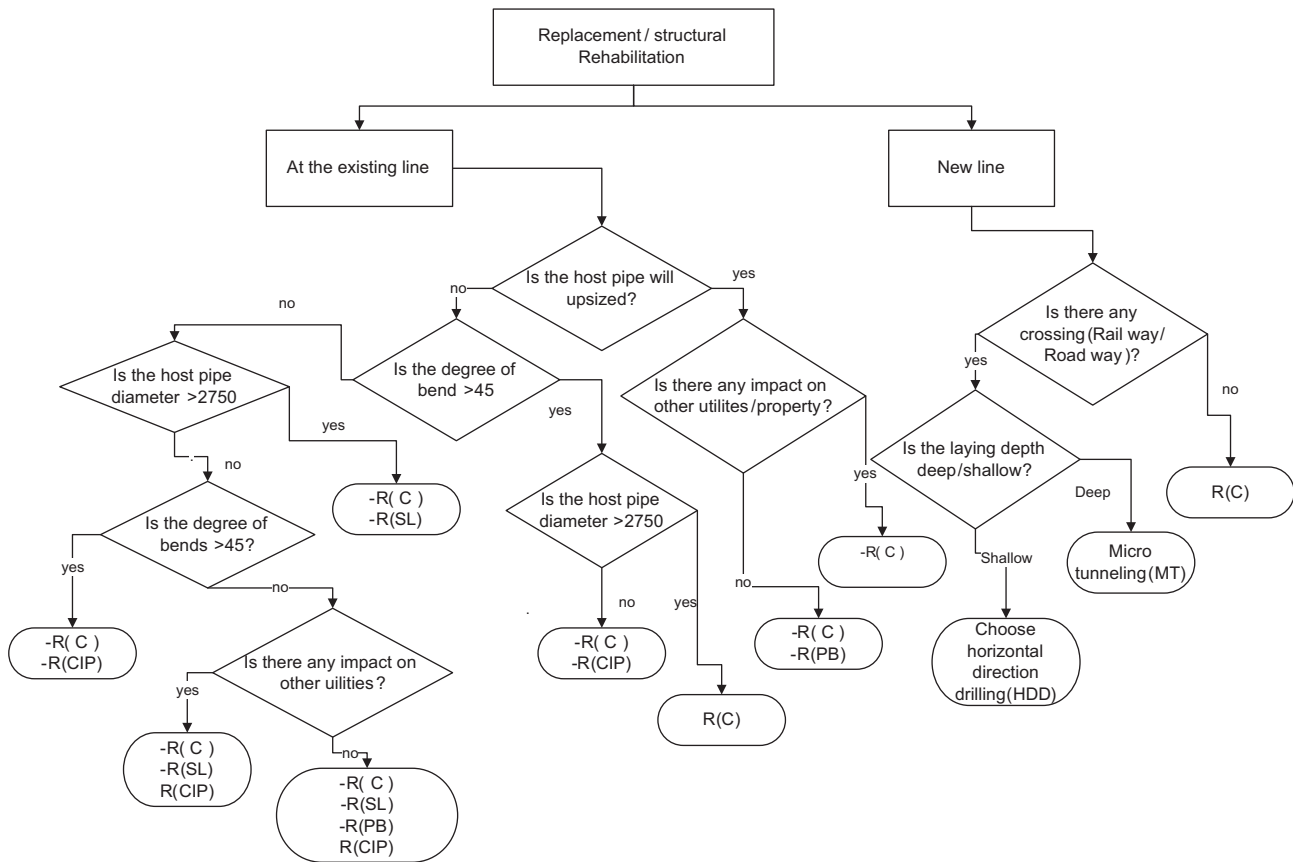 Replacement / structural
Rehabilitation
At the existing line
New line
Is the host pipe will
upsized?
no
yes
no
Is there any
crossing(Rail way/
Road way)?
yes
no
Is the host pipe
diameter >2750
Is the degree of
bend >45
Is there any impact on
other utilites/property?
yes
yes
no
Is the laying depth
deep/shallow?
yes
Deep
R(C)
-R( C )
-R(SL)
Is the host pipe
diameter >2750
Is the degree of
bends >45?
yes
no
-R( C )
Shallow
Micro
tunneling(MT)
no
no
yes
-R( C )
-R(CIP)
-R( C )
-R(CIP)
-R( C )
-R(PB)
Choose
horizontal
direction
drilling(HDD)
Is there any impact on
other uilities?
yes
R(C)
no
-R( C )
-R(SL)
R(CIP)
-R( C )
-R(SL)
-R(PB)
R(CIP)